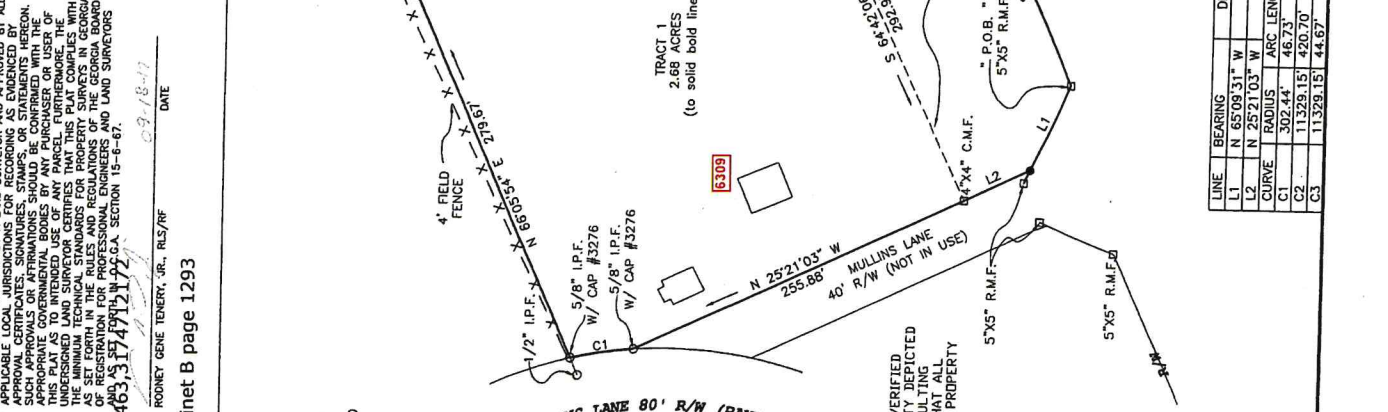 APPLICABLE LOCAL JURISDICTIONS FOR RECORDING AS EVIDENCED BY
APPROVAL CERTIFICATES, SIGNATURES, STAMPS, OR STATEMENTS HEREON.
SUCH APPROVALS OR AFFIRMATIONS SHOULD BE CONFIRMED WITH THE
APPROPRIATE GOVERNMENTAL BODIES BY ANY PURCHASER OR USER OF
THIS PLAT AS TO INTENDED USE OF ANY PARCEL. FURTHERMORE, THE
UNDERSIGNED LAND SURVEYOR CERTIFIES THAT THIS PLAT COMPLIES WITH
THE MINIMUM TECHNICAL STANDARDS FOR PROPERTY SURVEYS IN GEORGIA
AS SET FORTH IN THE RULES AND REGULATIONS OF THE GEORGIA BOARD
OF REGISTRATION FOR PROFESSIONAL ENGINEERS AND LAND SURVEYORS
AND AS SET FORTH IN O.C.G.A. SECTION 15-6-67.
463,3174712172
09-18-17
RODNEY GENE TENERY, JR., RLS/RF DATE
inet B page 1293
4' FIELD
FENCE
N 66°05'54" E 279.67'
1/2" I.P.F.
5/8" I.P.F.
W/ CAP #3276
5/8" I.P.F.
W/ CAP #3276
C1
LANE 80' R/W
TRACT 1
2.68 ACRES
(to solid bold line
6309
N 25°21'03" W
255.88'
MULLINS LANE
40' R/W (NOT IN USE)
S 64°42'06"
292.9
4"X4" C.M.F.
L2
L1
" P.O.B. "
5"X5" R.M.F.
5"X5" R.M.F.
5"X5" R.M.F.
R/W
VERIFIED
TY DEPICTED
SULTING
HAT ALL
PROPERTY
LINE BEARING D
L1 N 65°09'31" W
L2 N 25°21'03" W
CURVE RADIUS ARC LEN
C1 302.44' 46.73'
C2 11329.15' 420.70'
C3 11329.15' 44.67'